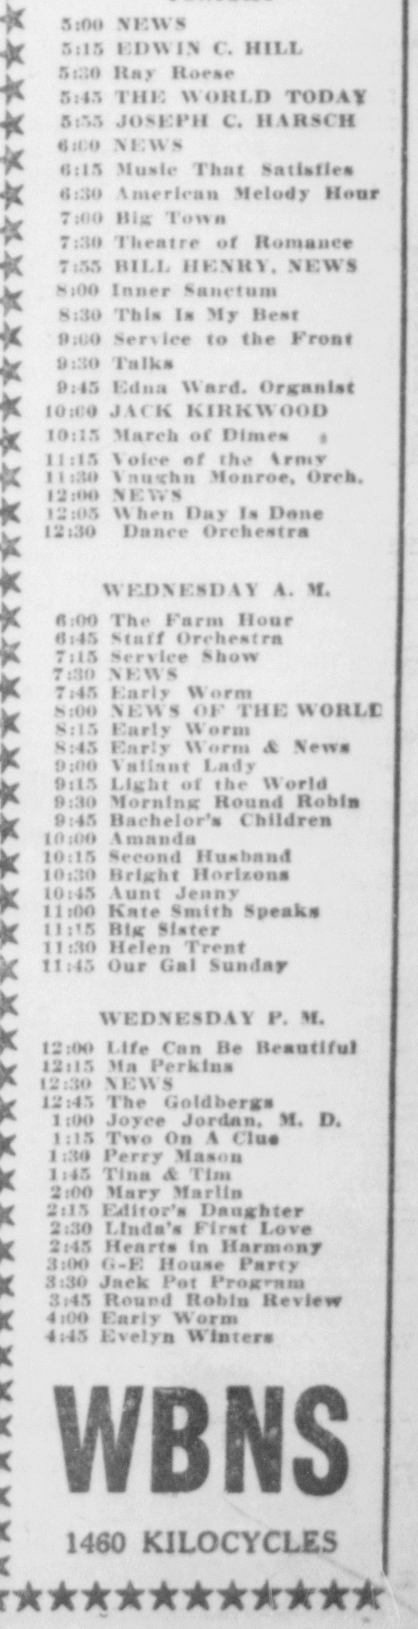 5:00 NEWS
5:15 EDWIN C. HILL
5:30 Ray Roese
5:45 THE WORLD TODAY
5:55 JOSEPH C. HARSCH
6:00 NEWS
6:15 Music That Satisfies
6:30 American Melody Hour
7:00 Big Town
7:30 Theatre of Romance
7:55 BILL HENRY, NEWS
8:00 Inner Sanctum
8:30 This Is My Best
9:00 Service to the Front
9:30 Talks
9:45 Edna Ward, Organist
10:00 JACK KIRKWOOD
10:15 March of Dimes
11:15 Voice of the Army
11:30 Vaughn Monroe, Orch.
12:00 NEWS
12:05 When Day Is Done
12:30 Dance Orchestra
WEDNESDAY A. M.
6:00 The Farm Hour
6:45 Staff Orchestra
7:15 Service Show
7:30 NEWS
7:45 Early Worm
8:00 NEWS OF THE WORLD
8:15 Early Worm
8:45 Early Worm & News
9:00 Valiant Lady
9:15 Light of the World
9:30 Morning Round Robin
9:45 Bachelor's Children
10:00 Amanda
10:15 Second Husband
10:30 Bright Horizons
10:45 Aunt Jenny
11:00 Kate Smith Speaks
11:15 Big Sister
11:30 Helen Trent
11:45 Our Gal Sunday
WEDNESDAY P. M.
12:00 Life Can Be Beautiful
12:15 Ma Perkins
12:30 NEWS
12:45 The Goldbergs
1:00 Joyce Jordan, M. D.
1:15 Two On A Clue
1:30 Perry Mason
1:45 Tina & Tim
2:00 Mary Marlin
2:15 Editor's Daughter
2:30 Linda's First Love
2:45 Hearts in Harmony
3:00 G-E House Party
3:30 Jack Pot Program
3:45 Round Robin Review
4:00 Early Worm
4:45 Evelyn Winters
WBNS
1460 KILOCYCLES